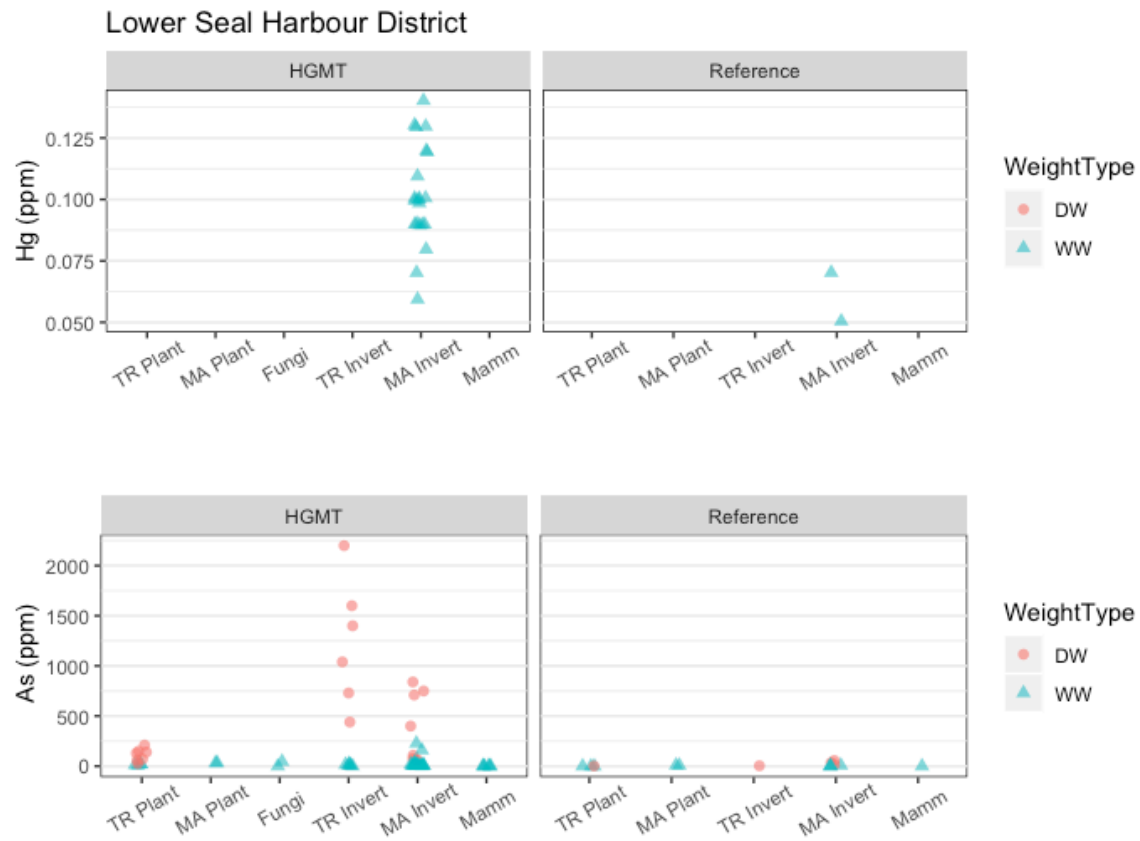 Lower Seal Harbour District
HGMT
Reference
Hg (ppm)
0.125
0.100
0.075
0.050
TR Plant
MA Plant
Fungi
TR Invert
MA Invert
Mamm
TR Plant
MA Plant
TR Invert
MA Invert
Mamm
WeightType
DW
WW
HGMT
Reference
As (ppm)
2000
1500
1000
500
0
TR Plant
MA Plant
Fungi
TR Invert
MA Invert
Mamm
TR Plant
MA Plant
TR Invert
MA Invert
Mamm
WeightType
DW
WW